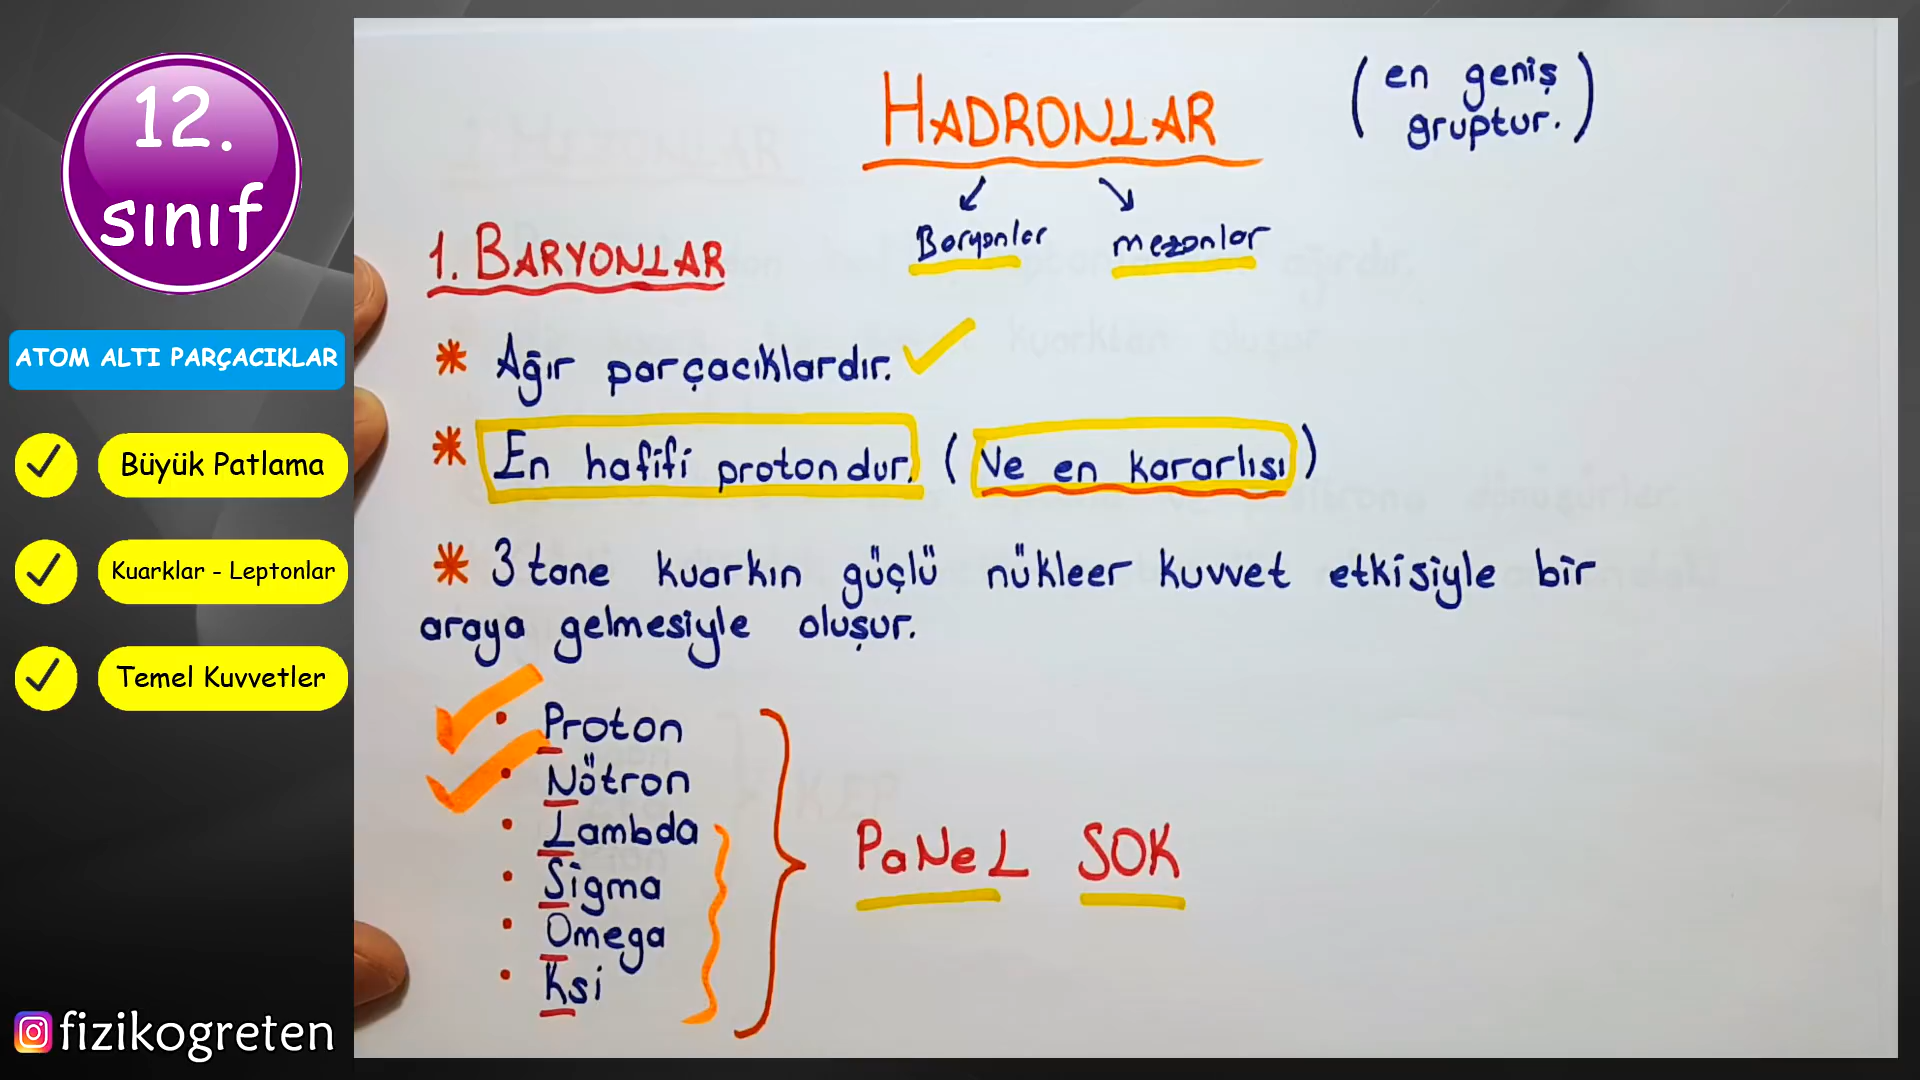 12.
sınıf
ATOM ALTI PARÇACIKLAR
Büyük Patlama
Kuarklar - Leptonlar
Temel Kuvvetler
fizikogreten
HADRONLAR
(en geniş
gruptur.)
Baryonlar
mezonlar
1. BARYONLAR
* Ağır parçacıklardır.
* En hafifi protondur. (Ve en kararlısı)
* 3 tane kuarkın güçlü nükleer kuvvet etkisiyle bir
araya gelmesiyle oluşur.
• Proton
• Nötron
• Lambda
• Sigma
• Omega
• Ksi
PaNeL SOK